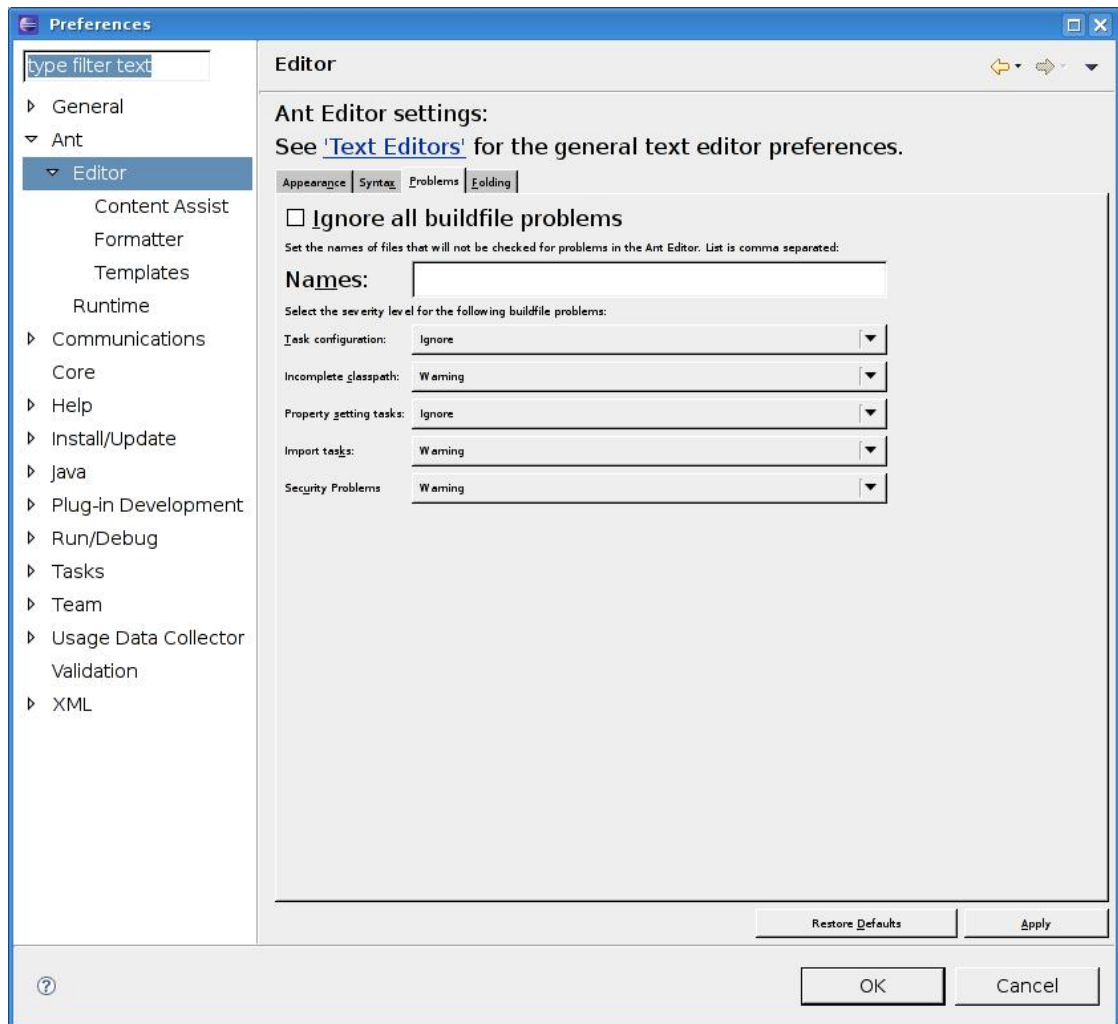 Preferences
type filter text
General
Ant
Editor
Content Assist
Formatter
Templates
Runtime
Communications
Core
Help
Install/Update
Java
Plug-in Development
Run/Debug
Tasks
Team
Usage Data Collector
Validation
XML
Editor
Ant Editor settings:
See 'Text Editors' for the general text editor preferences.
Appearance Syntax Problems Folding
Ignore all buildfile problems
Set the names of files that will not be checked for problems in the Ant Editor. List is comma separated:
Names:
Select the severity level for the following buildfile problems:
Task configuration: Ignore
Incomplete classpath: Warning
Property setting tasks: Ignore
Import tasks: Warning
Security Problems Warning
Restore Defaults Apply
? OK Cancel